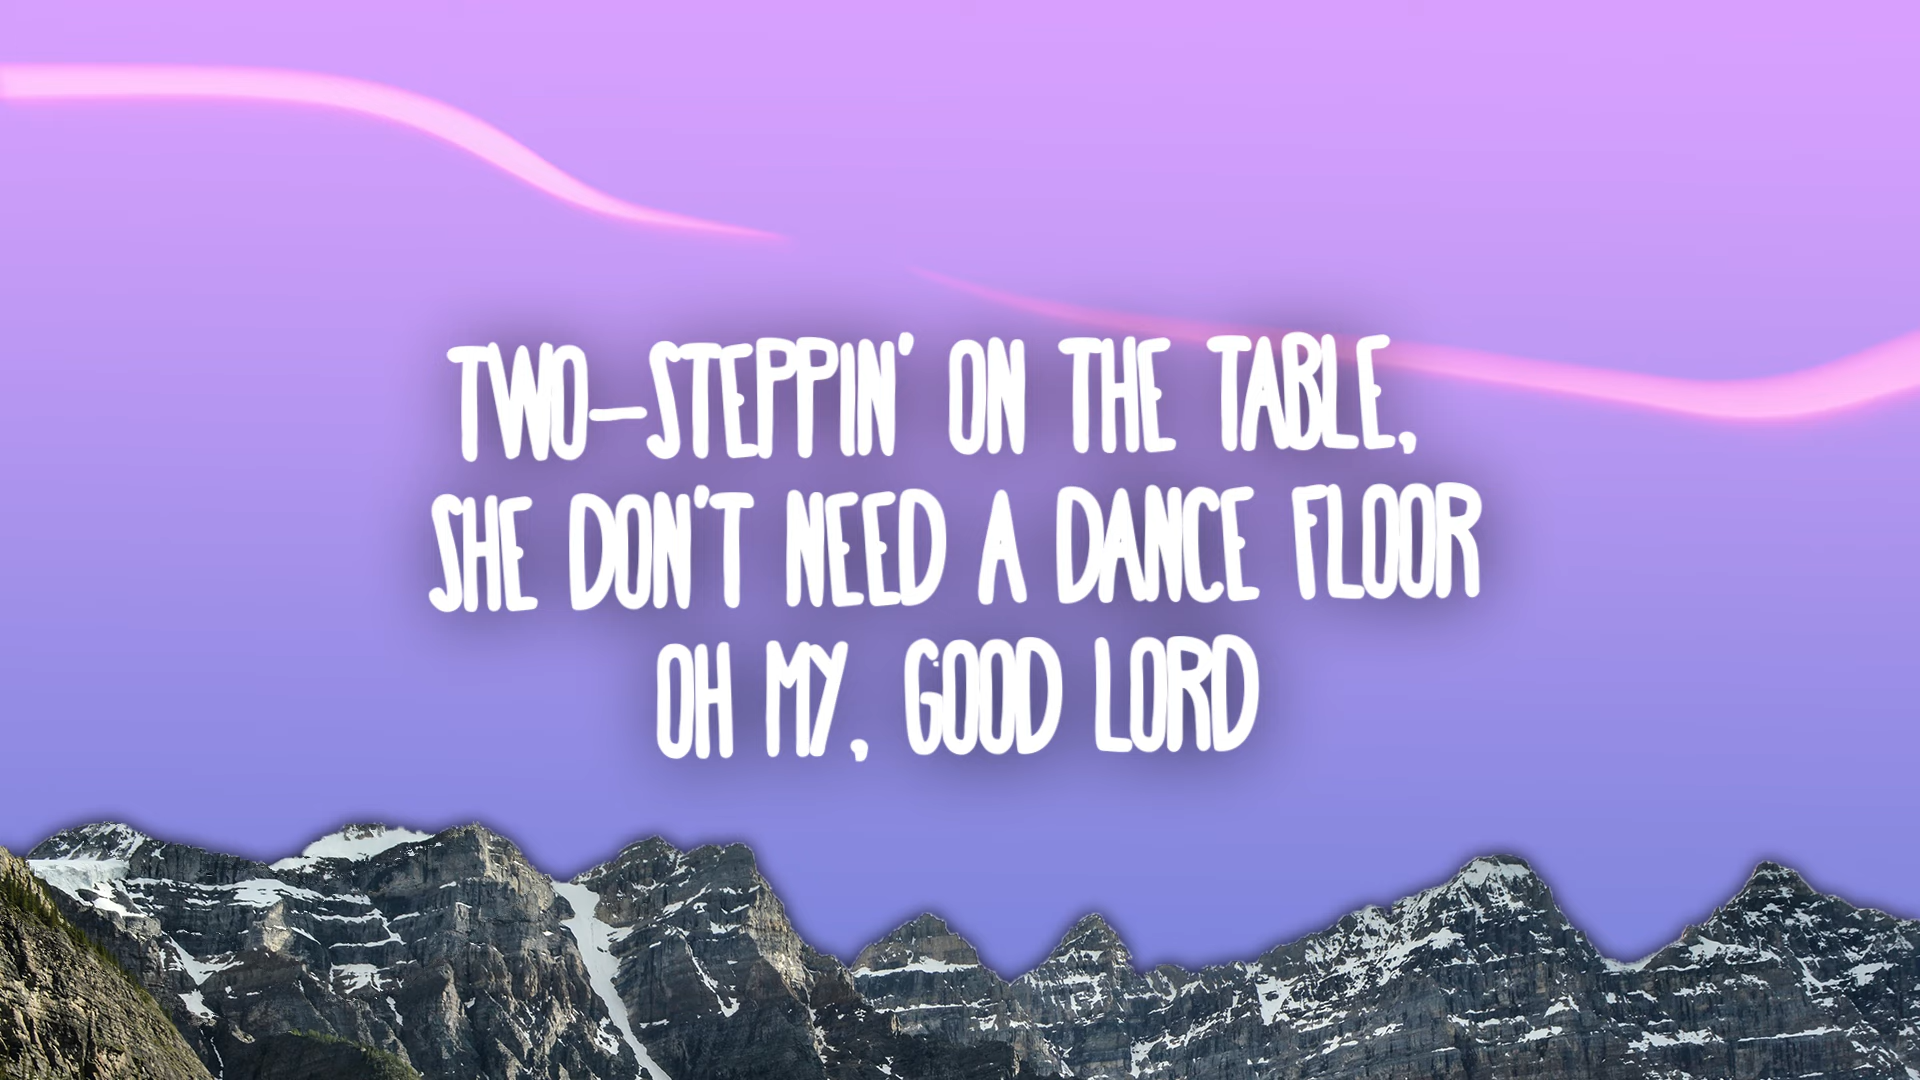 TWO-STEPPIN' ON THE TABLE,
SHE DON'T NEED A DANCE FLOOR
OH MY, GOOD LORD